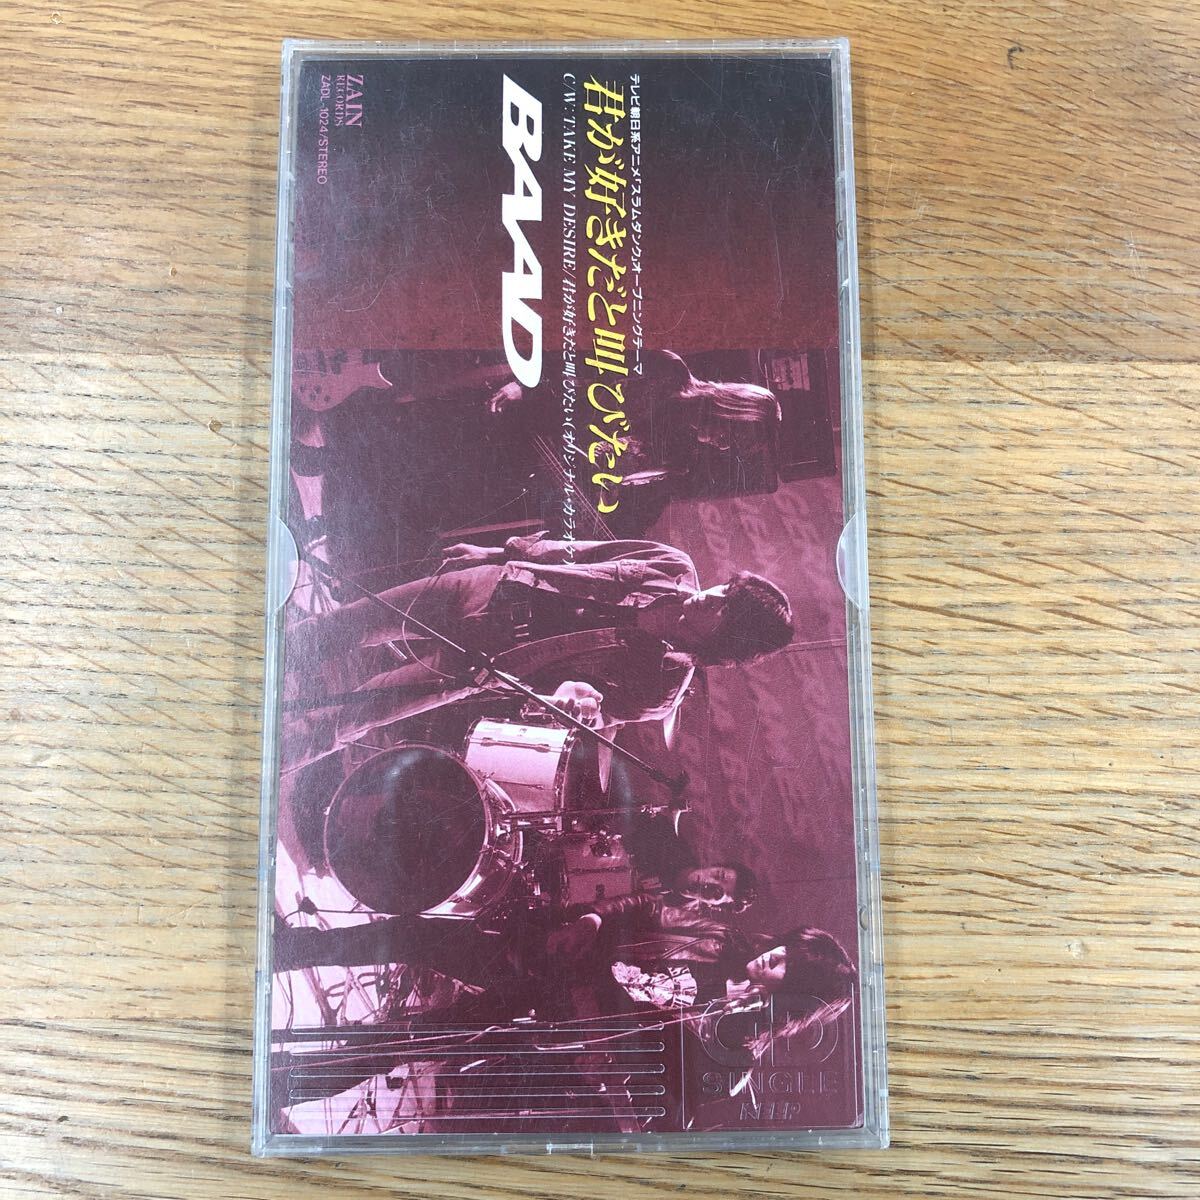 テレビ朝日系アニメ「スラムダンク」オープニングテーマ
君が好きだと叫びたい
C/W: TAKE MY DESIRE/君が好きだと叫びたい(オリジナル・カラオケ)
BAAD
ZAIN
RECORDS
ZADL-1024/STEREO
CD
SINGLE
KEEP